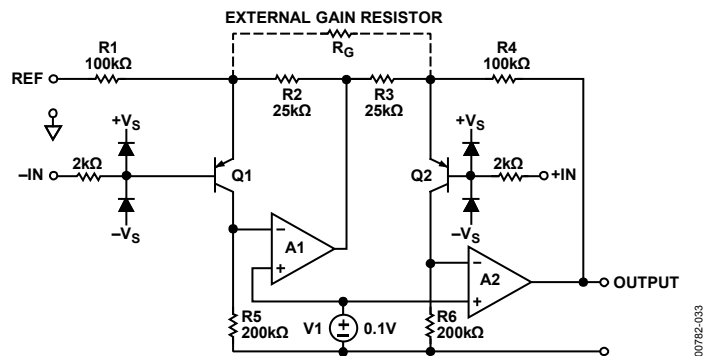 EXTERNAL GAIN RESISTOR
RG
R1
100kΩ
REF
R2
25kΩ
R3
25kΩ
R4
100kΩ
+VS
+VS
–IN
2kΩ
Q1
Q2
2kΩ
+IN
–VS
–VS
–
A1
+
–
A2
+
OUTPUT
R5
200kΩ
V1
+
–
0.1V
R6
200kΩ
00782-033